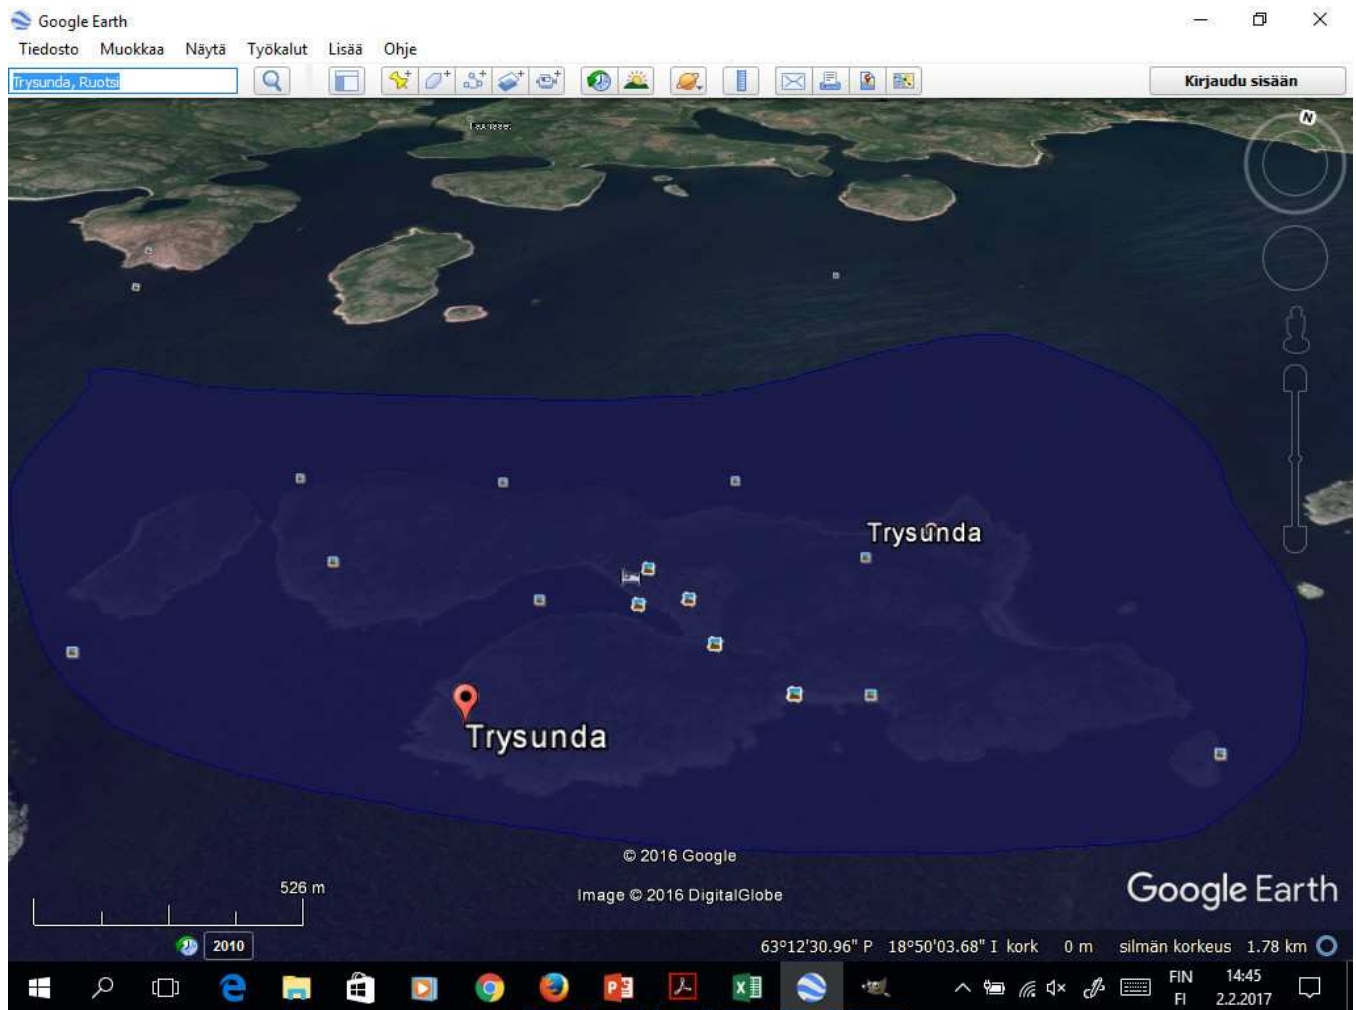 Google Earth
Tiedosto Muokkaa Näytä Työkalut Lisää Ohje
Trysunda, Ruotsi
Kirjaudu sisään
N
Trysunda
Trysunda
© 2016 Google
526 m
Image © 2016 DigitalGlobe
Google Earth
2010
63°12'30.96" P 18°50'03.68" I kork 0 m silmän korkeus 1.78 km
FIN 14:45
FI 2.2.2017